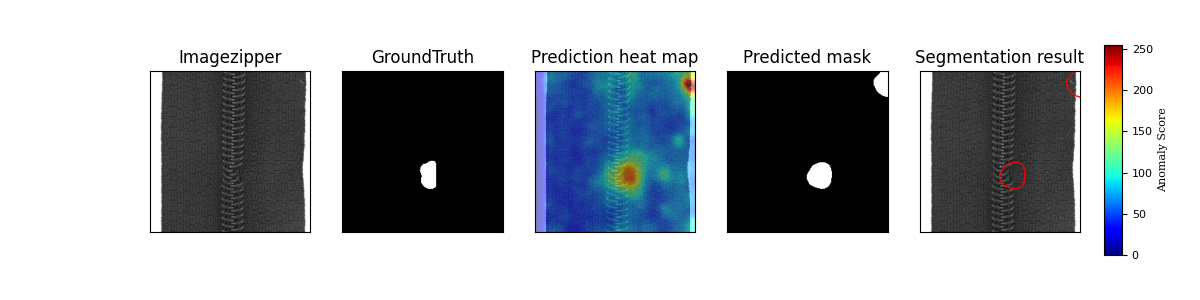 Imagezipper
GroundTruth
Prediction heat map
Predicted mask
Segmentation result
250
200
150
100
50
0
Anomaly Score